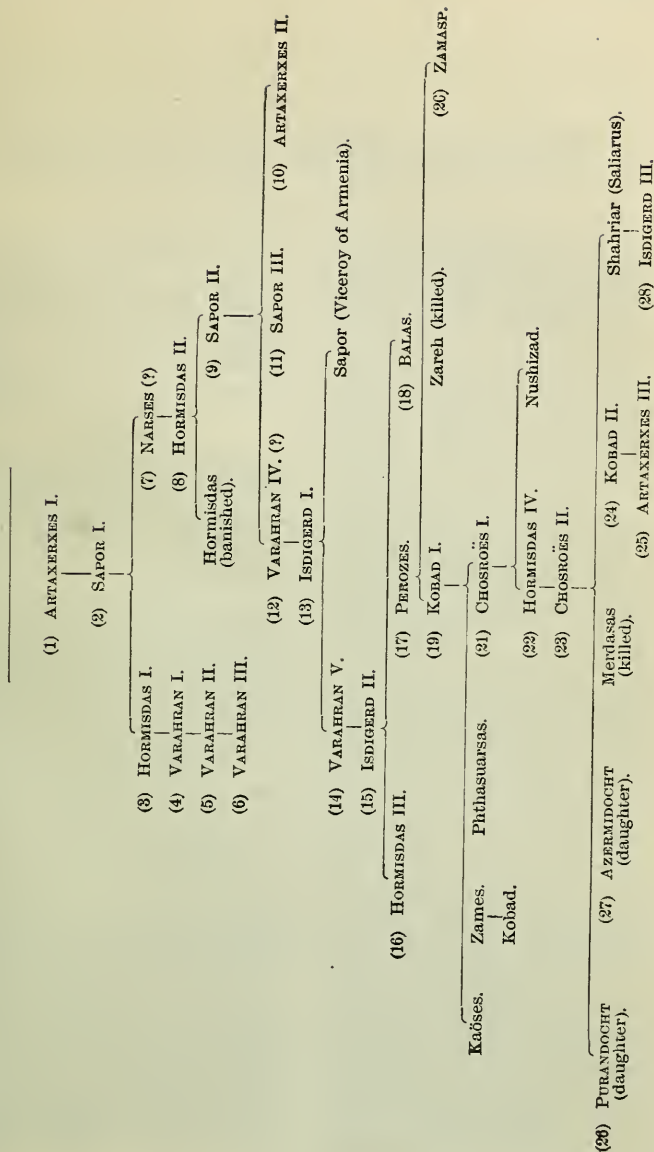 (1) ARTAXERXES I.
(2) SAPOR I.
(3) HORMISDAS I. (7) NARSES (?)
(4) VARAHRAN I. (8) HORMISDAS II.
(5) VARAHRAN II. Hormisdas (9) SAPOR II.
(banished).
(6) VARAHRAN III.
(12) VARAHRAN IV. (?) (11) SAPOR III. (10) ARTAXERXES II.
(13) ISDIGERD I.
(14) VARAHRAN V. Sapor (Viceroy of Armenia).
(15) ISDIGERD II.
(16) HORMISDAS III. (17) PEROZES. (18) BALAS.
(19) KOBAD I. Zareh (killed). (20) ZAMASP.
Kaöses. Zames. Phthasuarsas. (21) CHOSROËS I.
Kobad.
(22) HORMISDAS IV. Nushizad.
(23) CHOSROËS II.
(26) PURANDOCHT (27) AZERMIDOCHT Merdasas (24) KOBAD II. Shahriar (Saliarus).
(daughter). (daughter). (killed).
(25) ARTAXERXES III. (28) ISDIGERD III.